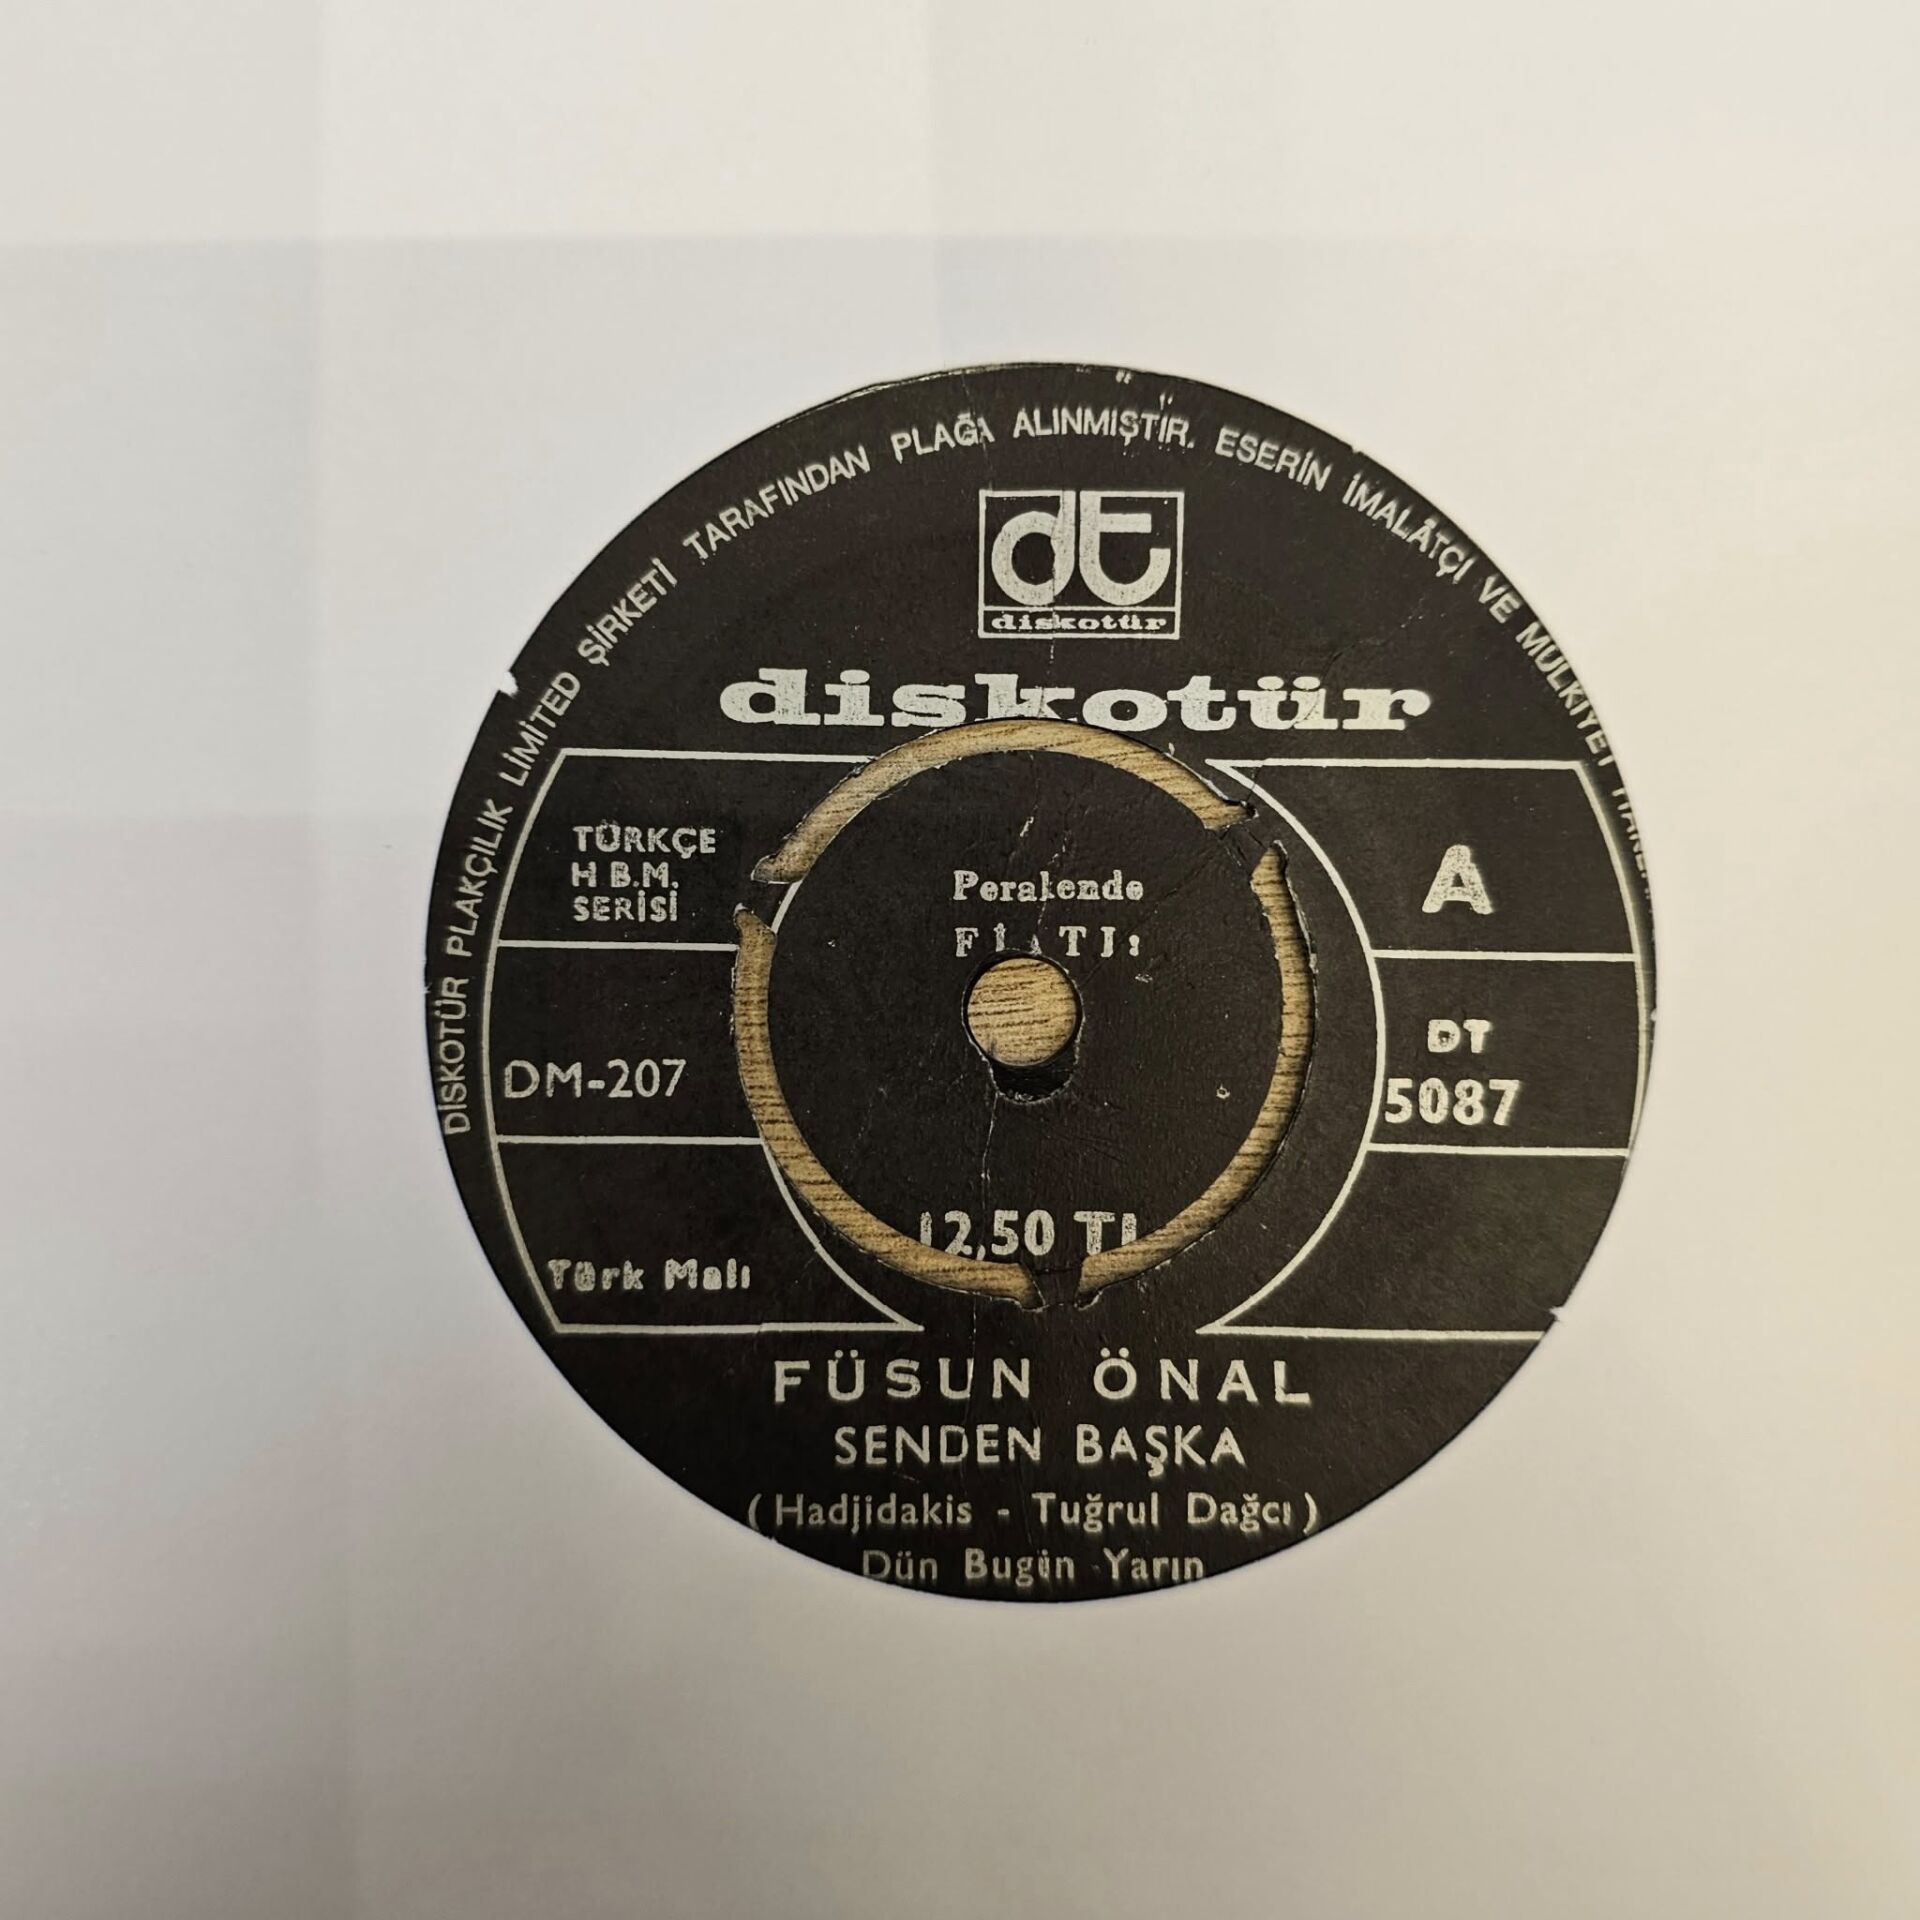 DİSKOTÜR PLAKÇILIK LİMİTED ŞİRKETİ TARAFINDAN PLAĞA ALINMIŞTIR. ESERİN İMALÂTÇI VE MÜLKİYET
dt
diskotür
diskotür
TÜRKÇE
H.B.M.
SERİSİ
Perakende
FİATI:
A
DM-207
DT
5087
12,50 TL
Türk Malı
FÜSUN ÖNAL
SENDEN BAŞKA
(Hadjidakis - Tuğrul Dağcı)
Dün Bugün Yarın